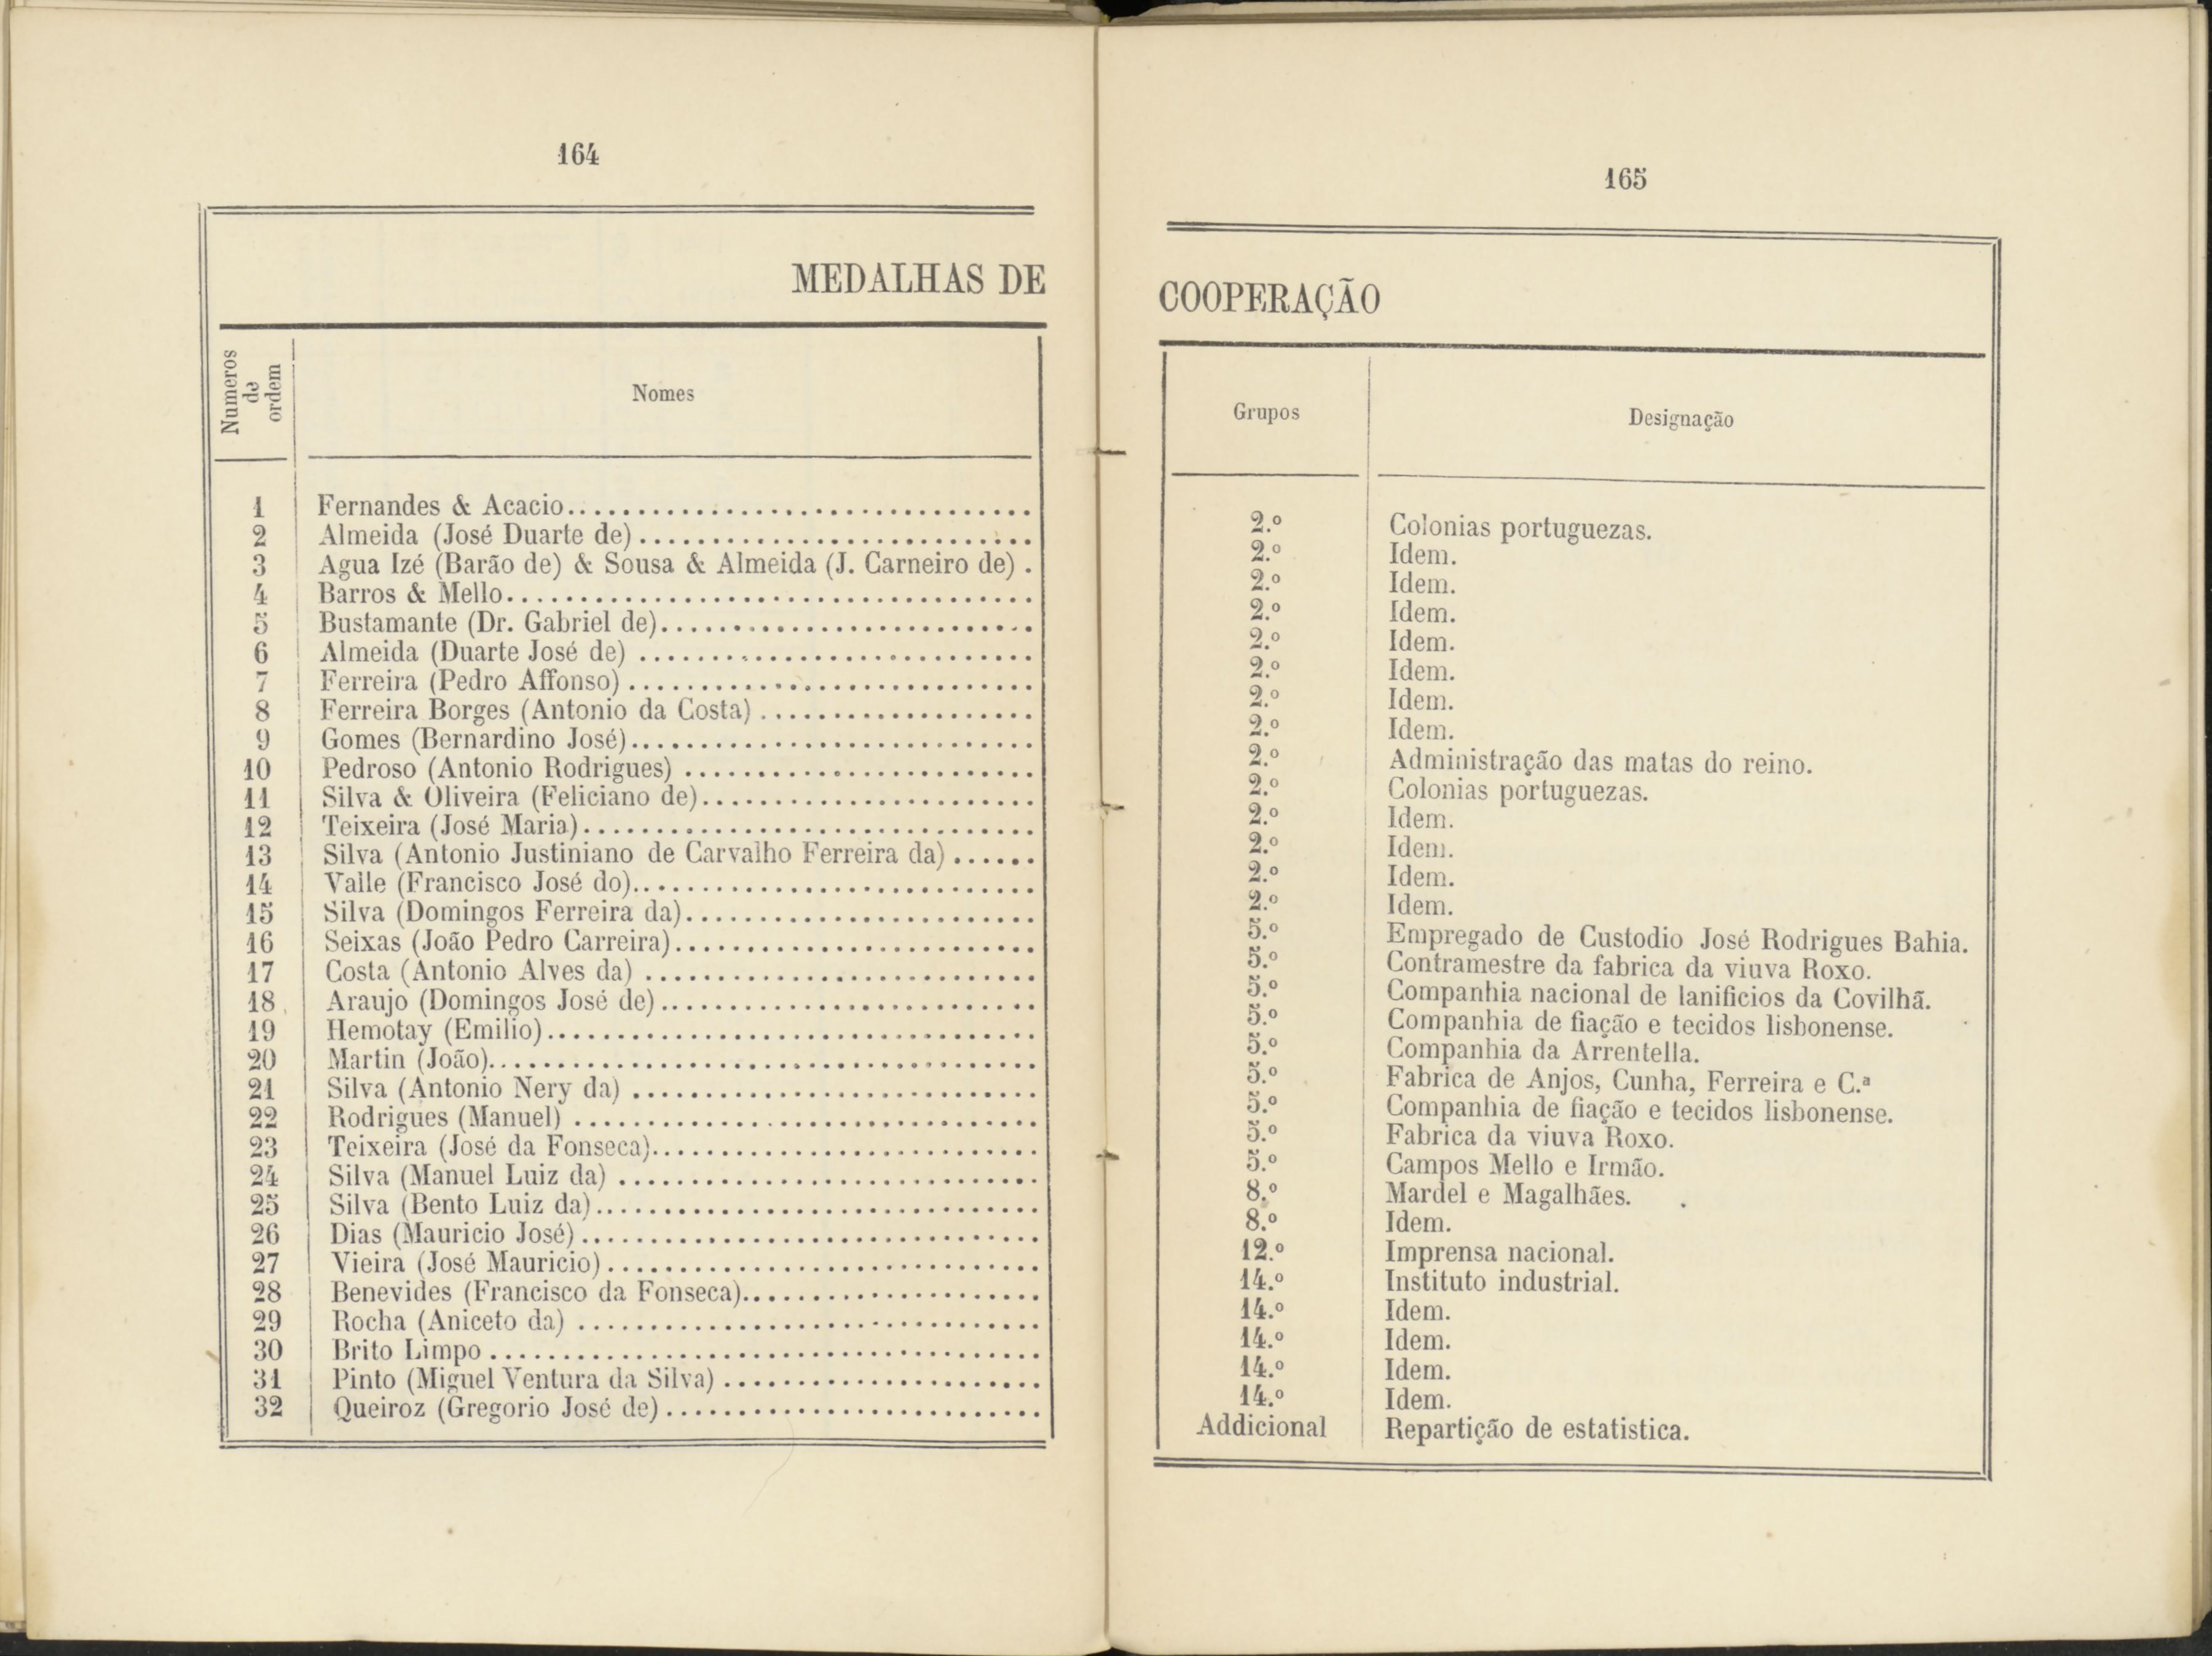 164
MEDALHAS DE
Numeros de ordem
Nomes
1 Fernandes & Acacio
2 Almeida (José Duarte de)
3 Agua Izé (Barão de) & Sousa & Almeida (J. Carneiro de)
4 Barros & Mello
5 Bustamante (Dr. Gabriel de)
6 Almeida (Duarte José de)
7 Ferreira (Pedro Affonso)
8 Ferreira Borges (Antonio da Costa)
9 Gomes (Bernardino José)
10 Pedroso (Antonio Rodrigues)
11 Silva & Oliveira (Feliciano de)
12 Teixeira (José Maria)
13 Silva (Antonio Justiniano de Carvalho Ferreira da)
14 Valle (Francisco José do)
15 Silva (Domingos Ferreira da)
16 Seixas (João Pedro Carreira)
17 Costa (Antonio Alves da)
18 Araujo (Domingos José de)
19 Hemotay (Emilio)
20 Martin (João)
21 Silva (Antonio Nery da)
22 Rodrigues (Manuel)
23 Teixeira (José da Fonseca)
24 Silva (Manuel Luiz da)
25 Silva (Bento Luiz da)
26 Dias (Mauricio José)
27 Vieira (José Mauricio)
28 Benevides (Francisco da Fonseca)
29 Rocha (Aniceto da)
30 Brito Limpo
31 Pinto (Miguel Ventura da Silva)
32 Queiroz (Gregorio José de)
165
COOPERAÇÃO
Grupos Designação
2.º Colonias portuguezas.
2.º Idem.
2.º Idem.
2.º Idem.
2.º Idem.
2.º Idem.
2.º Idem.
2.º Idem.
2.º Administração das matas do reino.
2.º Colonias portuguezas.
2.º Idem.
2.º Idem.
2.º Idem.
2.º Idem.
5.º Empregado de Custodio José Rodrigues Bahia.
5.º Contramestre da fabrica da viuva Roxo.
5.º Companhia nacional de lanificios da Covilhã.
5.º Companhia de fiação e tecidos lisbonense.
5.º Companhia da Arrentella.
5.º Fabrica de Anjos, Cunha, Ferreira e C.ª
5.º Companhia de fiação e tecidos lisbonense.
5.º Fabrica da viuva Roxo.
5.º Campos Mello e Irmão.
8.º Mardel e Magalhães.
8.º Idem.
12.º Imprensa nacional.
14.º Instituto industrial.
14.º Idem.
14.º Idem.
14.º Idem.
14.º Idem.
Addicional Repartição de estatistica.